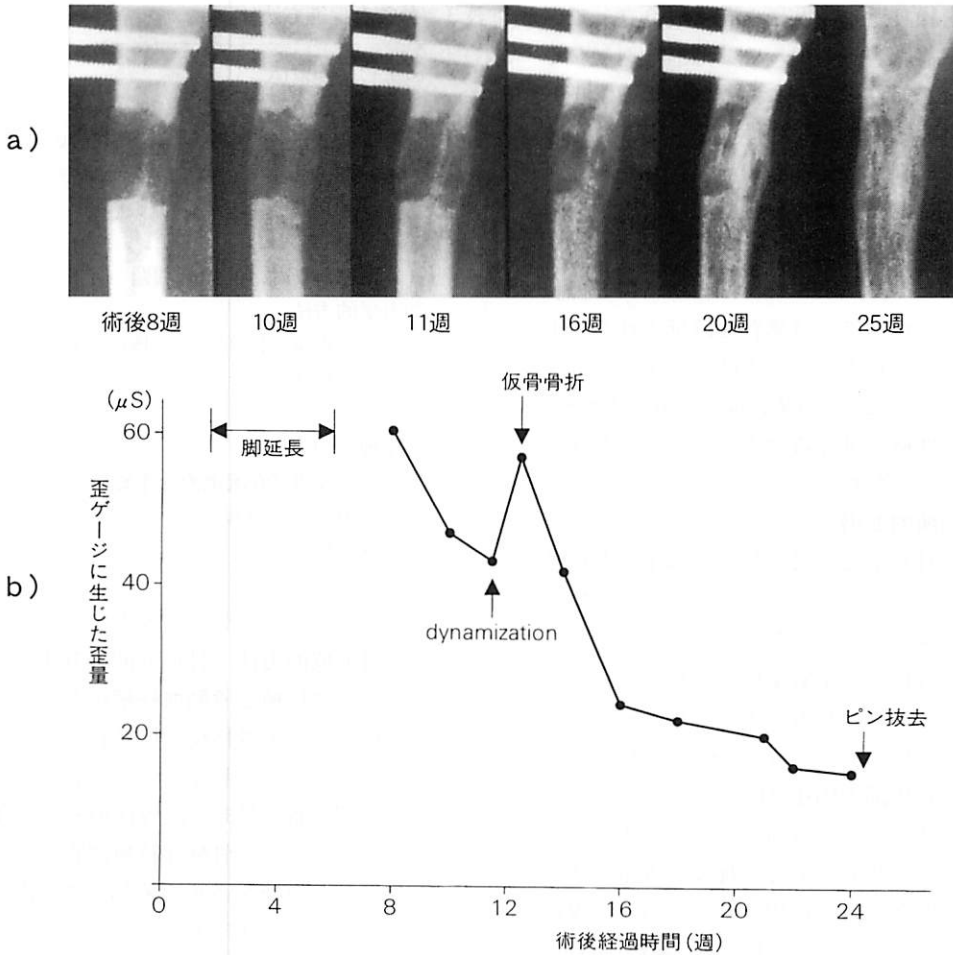 a)
術後8週 10週 11週 16週 20週 25週
b)
(μS)
60
40
20
0 4 8 12 16 20 24
歪ゲージに生じた歪量
脚延長
仮骨骨折
dynamization
ピン抜去
術後経過時間(週)